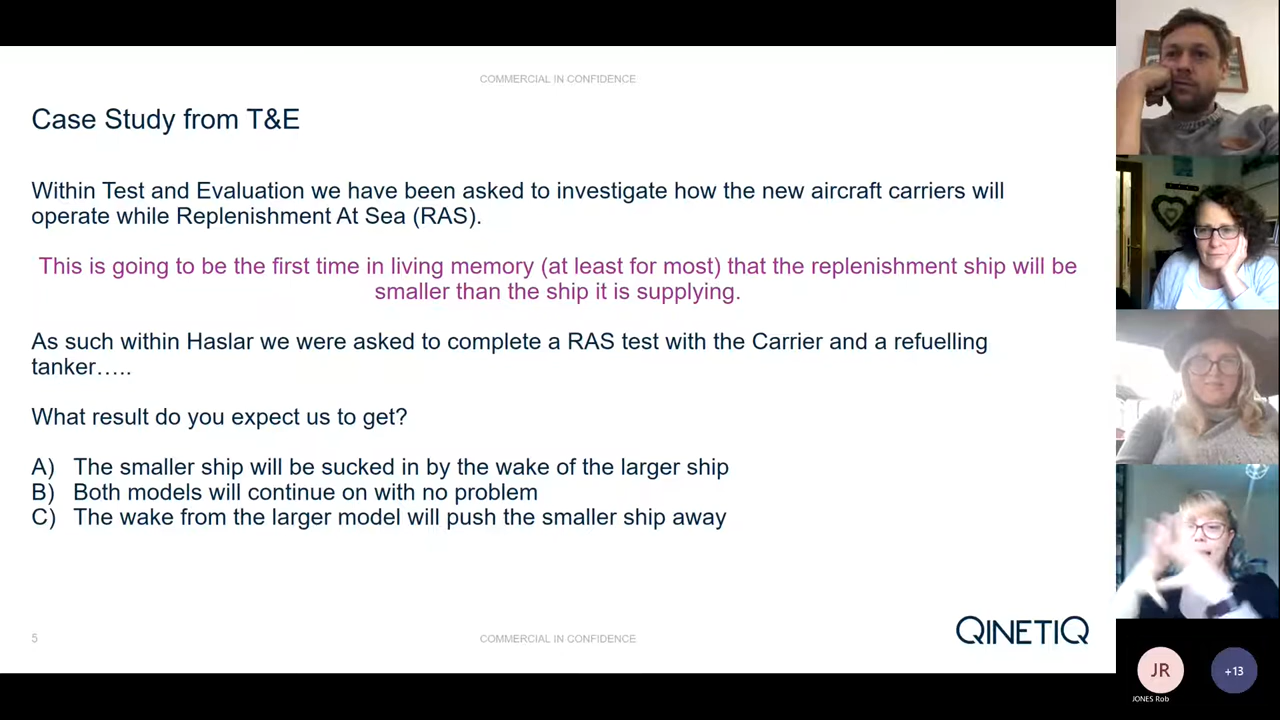 COMMERCIAL IN CONFIDENCE
Case Study from T&E
Within Test and Evaluation we have been asked to investigate how the new aircraft carriers will
operate while Replenishment At Sea (RAS).
This is going to be the first time in living memory (at least for most) that the replenishment ship will be
smaller than the ship it is supplying.
As such within Haslar we were asked to complete a RAS test with the Carrier and a refuelling
tanker…..
What result do you expect us to get?
A) The smaller ship will be sucked in by the wake of the larger ship
B) Both models will continue on with no problem
C) The wake from the larger model will push the smaller ship away
5
COMMERCIAL IN CONFIDENCE
QINETIQ
JR
JONES Rob
+13